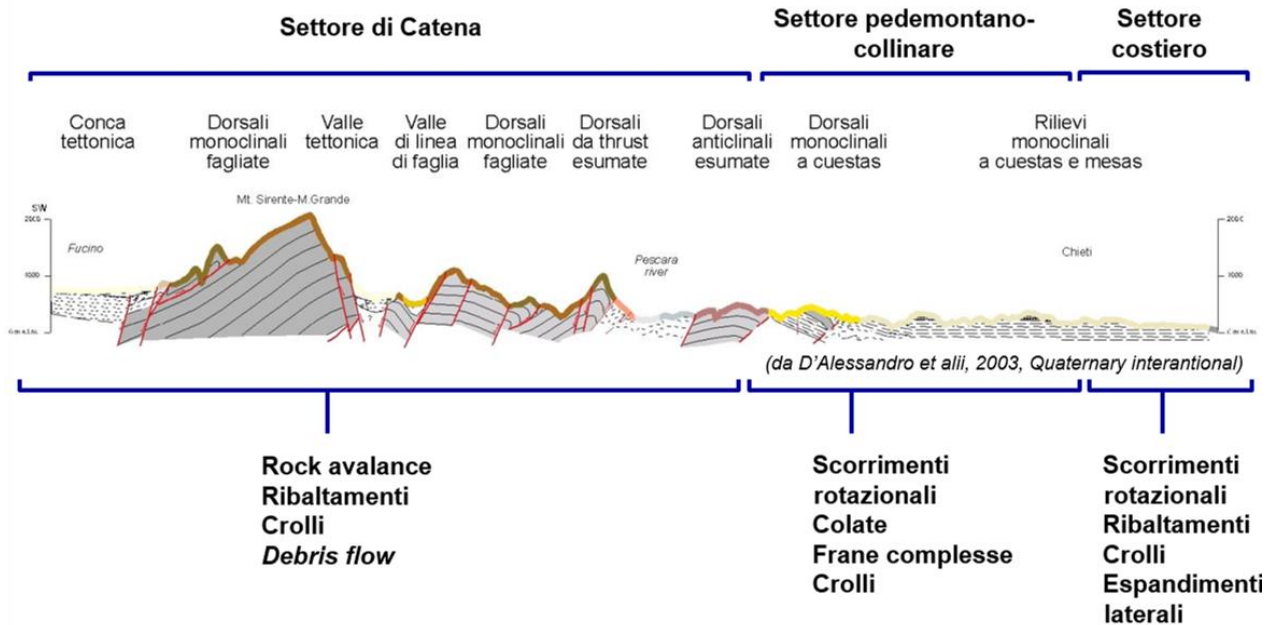 Settore di Catena
Settore pedemontano-
collinare
Settore
costiero
Conca
tettonica
Dorsali
monoclinali
fagliate
Valle
tettonica
Valle
di linea
di faglia
Dorsali
monoclinali
fagliate
Dorsali
da thrust
esumate
Dorsali
anticlinali
esumate
Dorsali
monoclinali
a cuestas
Rilievi
monoclinali
a cuestas e mesas
Mt. Sirente-M.Grande
SW
2000
1000
Fucino
Pescara
river
Chieti
2000
1000
?
(da D'Alessandro et alii, 2003, Quaternary interantional)
Rock avalance
Ribaltamenti
Crolli
Debris flow
Scorrimenti
rotazionali
Colate
Frane complesse
Crolli
Scorrimenti
rotazionali
Ribaltamenti
Crolli
Espandimenti
laterali